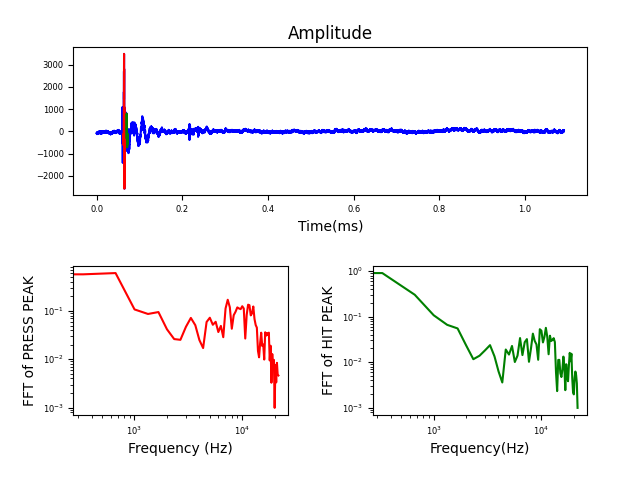 Amplitude
3000
2000
1000
0
−1000
−2000
0.0 0.2 0.4 0.6 0.8 1.0
Time(ms)
FFT of PRESS PEAK
10⁻¹
10⁻²
10⁻³
10³ 10⁴
Frequency (Hz)
FFT of HIT PEAK
10⁰
10⁻¹
10⁻²
10⁻³
10³ 10⁴
Frequency(Hz)